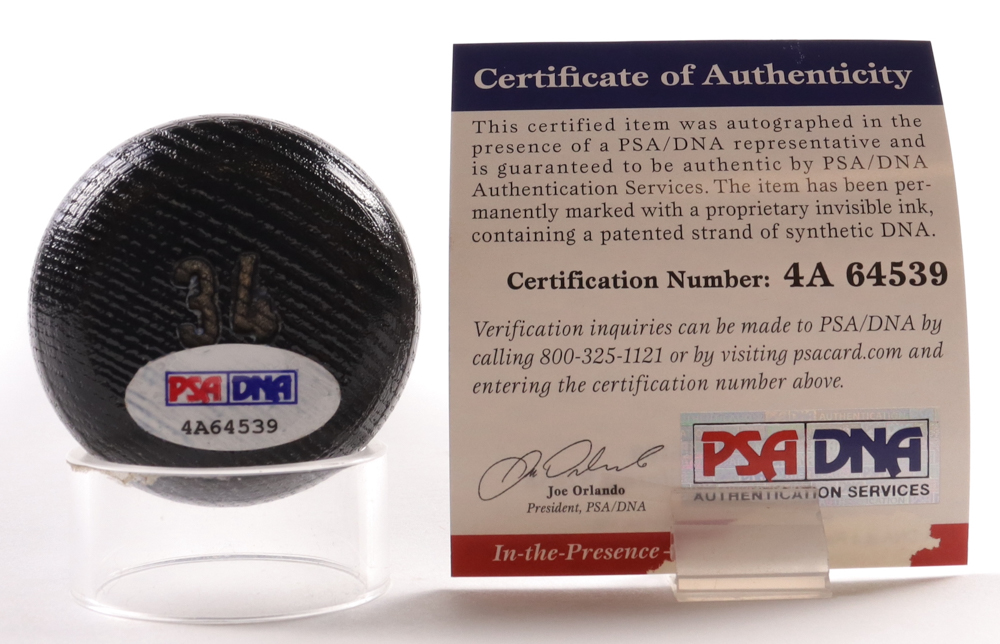 34
PSA DNA
4A64539
Certificate of Authenticity
This certified item was autographed in the
presence of a PSA/DNA representative and
is guaranteed to be authentic by PSA/DNA
Authentication Services. The item has been per-
manently marked with a proprietary invisible ink,
containing a patented strand of synthetic DNA.
Certification Number: 4A 64539
Verification inquiries can be made to PSA/DNA by
calling 800-325-1121 or by visiting psacard.com and
entering the certification number above.
PSA DNA
AUTHENTICATION SERVICES
Joe Orlando
President, PSA/DNA
In-the-Presence